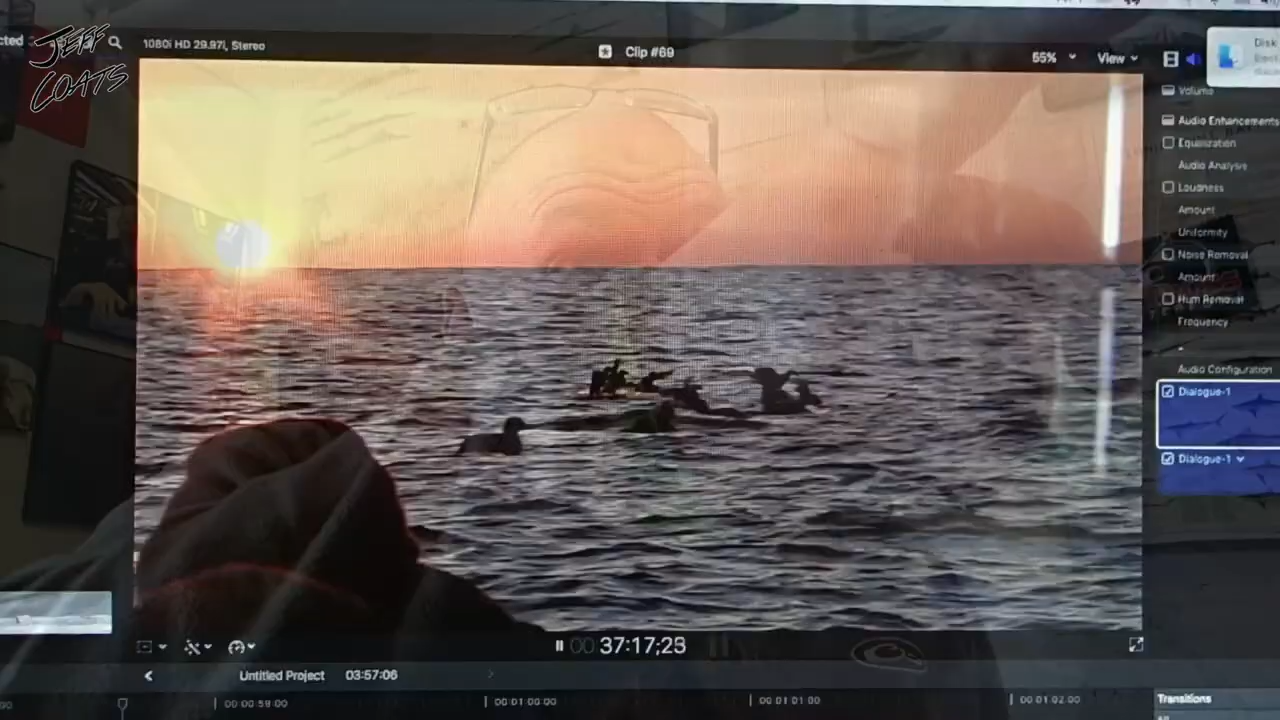 JEFF
COATS
cted
1080i HD 29.97i, Stereo
Clip #69
55%
View
Disk
Volume
Audio Enhancements
Equalization
Audio Analysis
Loudness
Amount
Uniformity
Noise Removal
Amount
Hum Removal
Frequency
Audio Configuration
Dialogue-1
Dialogue-1
00 37:17;23
Untitled Project
03:57:06
00:00:59:00
00:01:00:00
00:01:01:00
00:01:02:00
Transitions